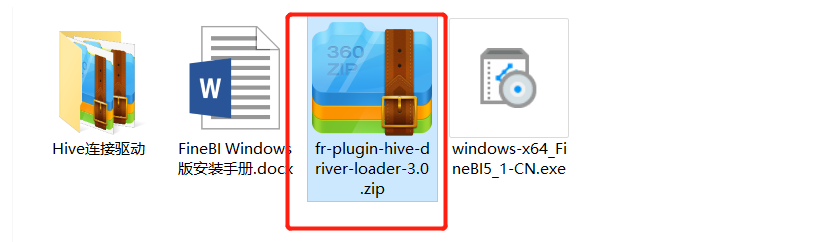 360
ZIP
W
Hive连接驱动
FineBI Windows
版安装手册.docx
fr-plugin-hive-d
river-loader-3.0
.zip
windows-x64_Fi
neBI5_1-CN.exe